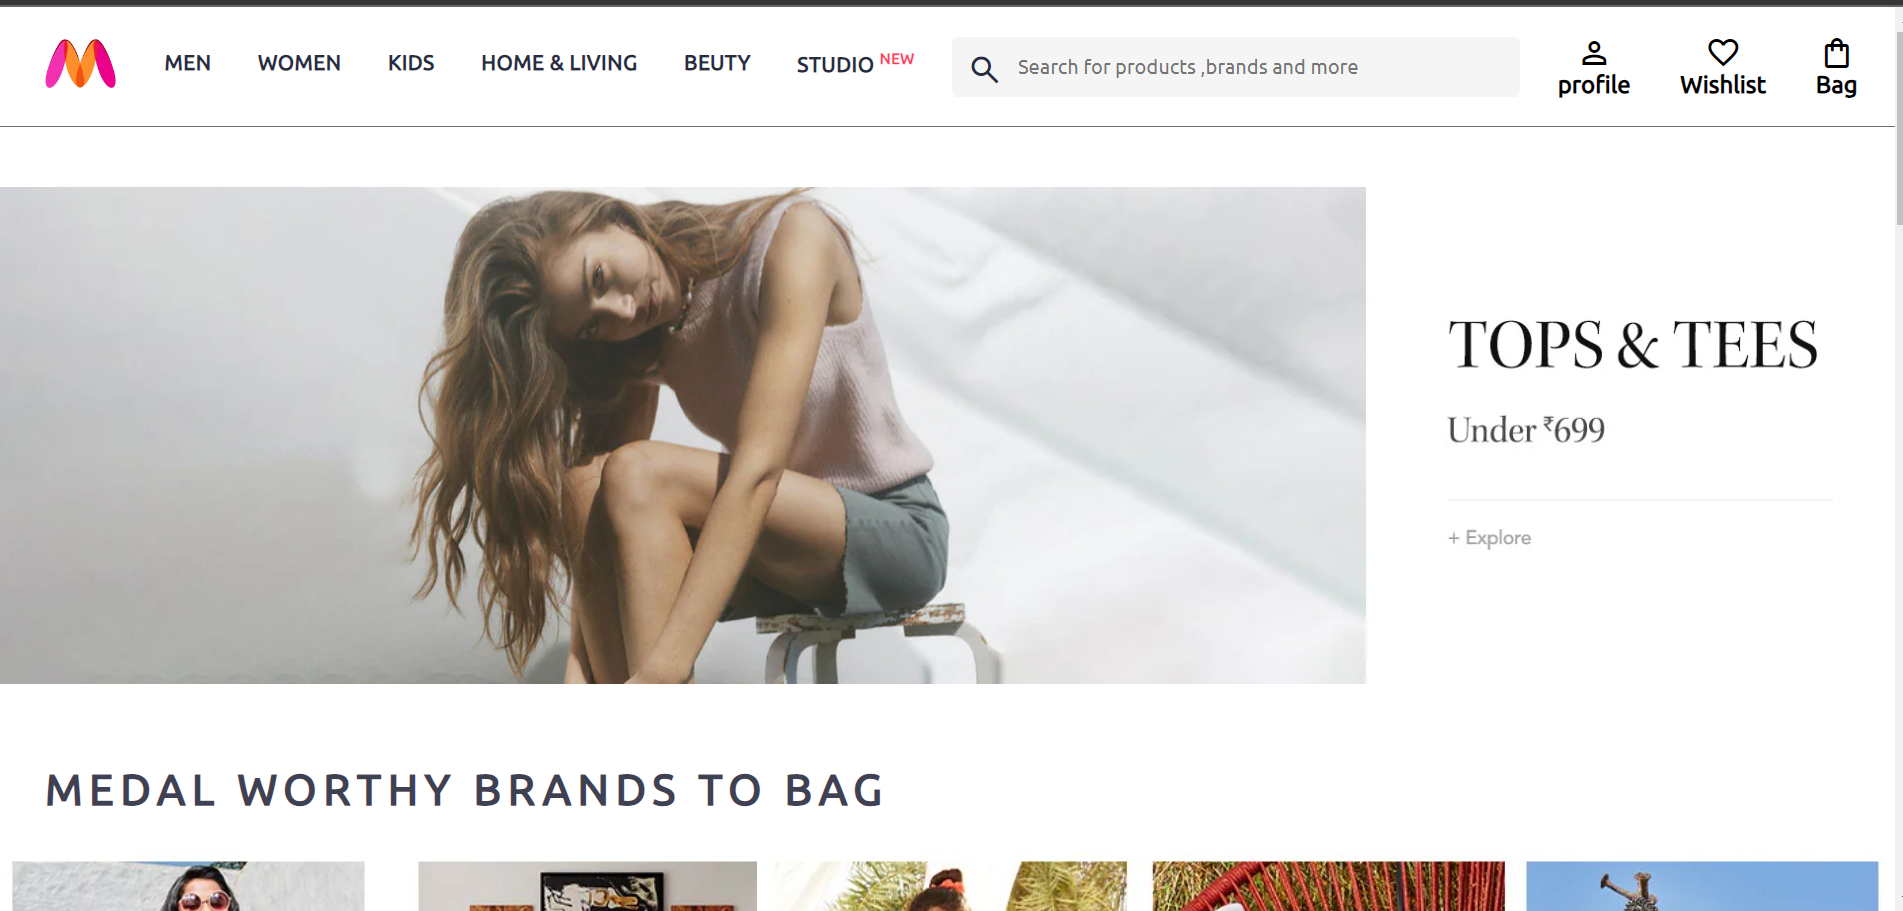 MEN WOMEN KIDS HOME & LIVING BEUTY STUDIO NEW Search for products ,brands and more profile Wishlist Bag
TOPS & TEES
Under ₹699
+ Explore
MEDAL WORTHY BRANDS TO BAG